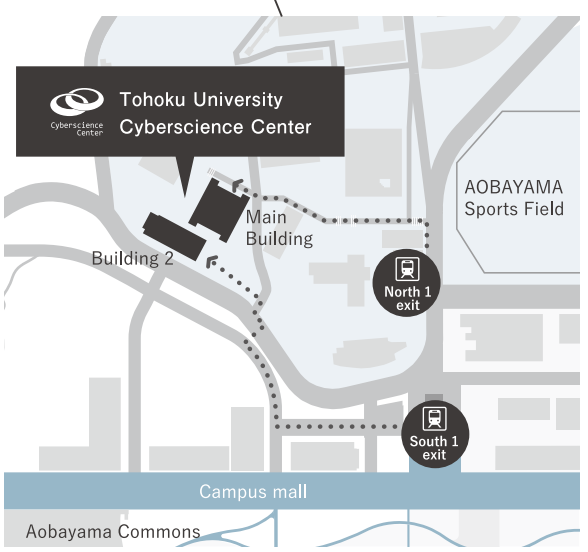 Tohoku University
Cyberscience Center
Cyberscience
Center
AOBAYAMA
Sports Field
Main
Building
Building 2
North 1
exit
South 1
exit
Campus mall
Aobayama Commons